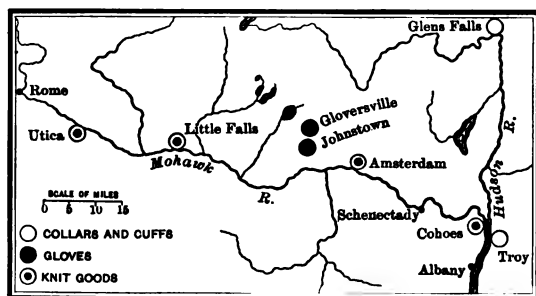 Glens Falls
Rome
Gloversville
Johnstown
Utica
Little Falls
Mohawk
R.
Amsterdam
Hudson R.
Schenectady
Cohoes
Troy
Albany
SCALE OF MILES
0 5 10 15
COLLARS AND CUFFS
GLOVES
KNIT GOODS